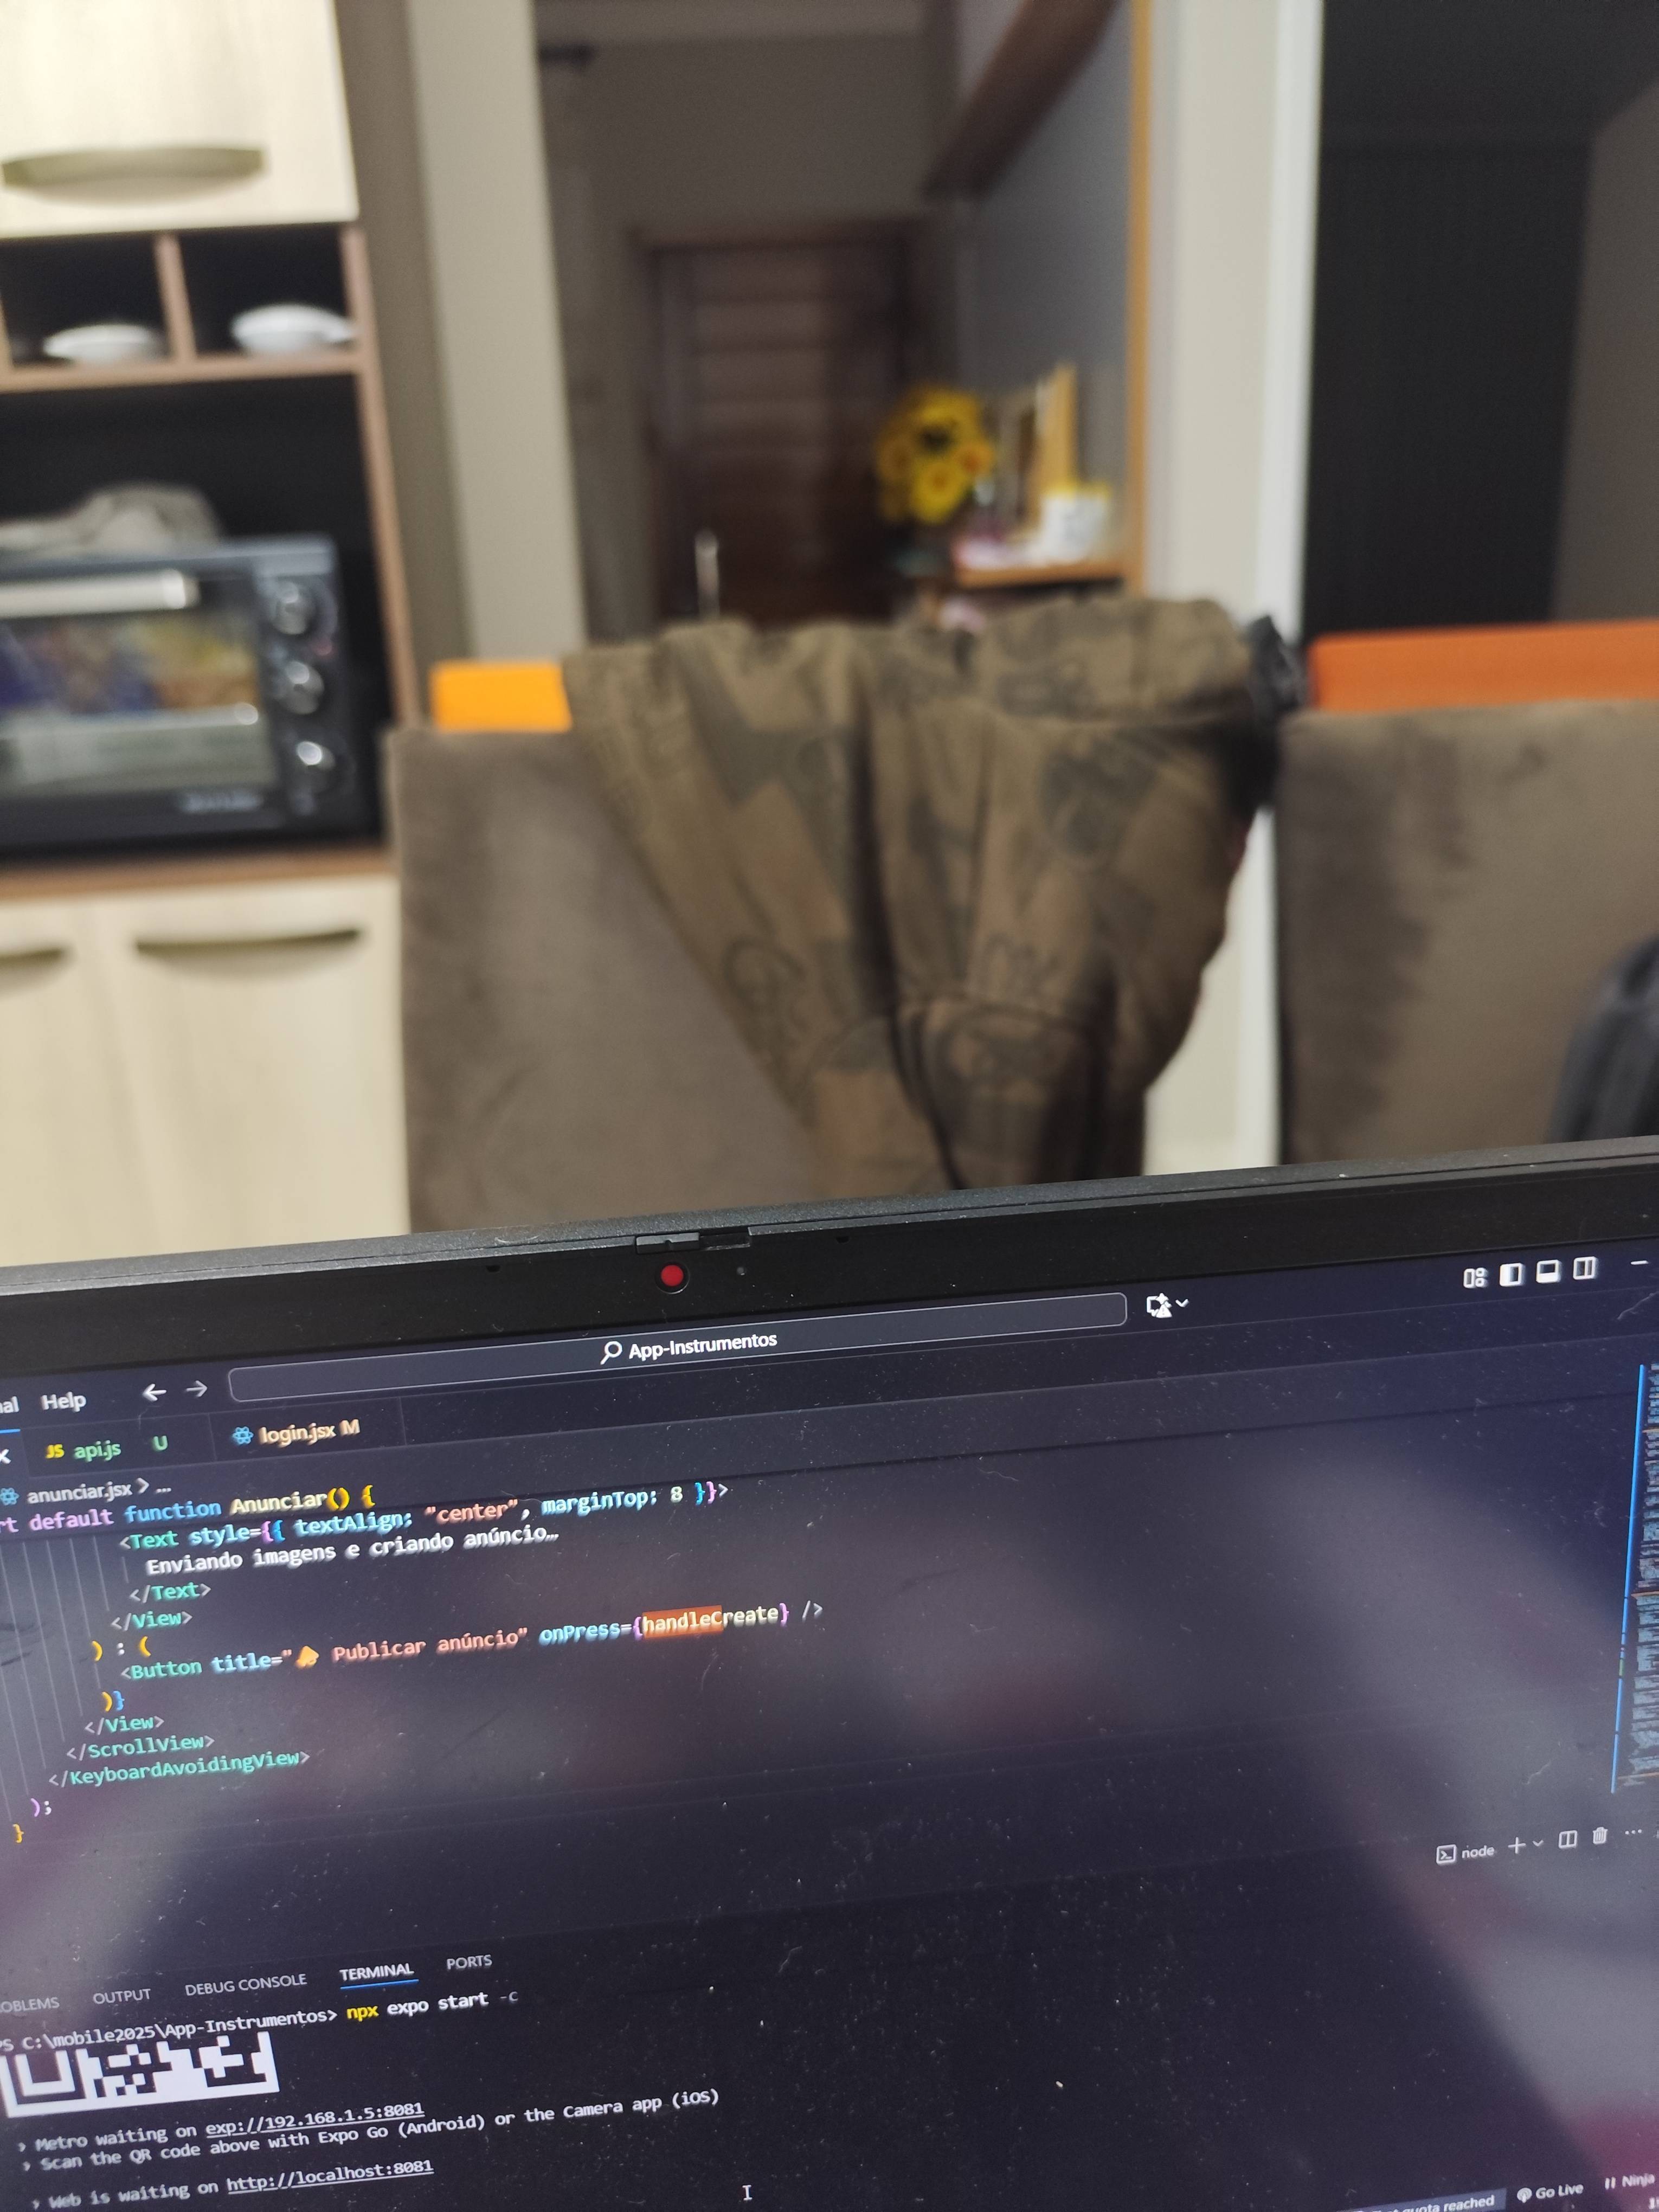 App-Instrumentos
Help
JS api.js U
login.jsx M
anunciar.jsx > ...
default function Anunciar() {
<Text style={{ textAlign: "center", marginTop: 8 }}>
Enviando imagens e criando anúncio…
</Text>
</View>
) : (
<Button title=" Publicar anúncio" onPress={handleCreate} />
)}
</View>
</ScrollView>
</KeyboardAvoidingView>
);
}
node
OUTPUT DEBUG CONSOLE TERMINAL PORTS
PS C:\mobile2025\App-Instrumentos> npx expo start -c
› Metro waiting on exp://192.168.1.5:8081
› Scan the QR code above with Expo Go (Android) or the Camera app (iOS)
› Web is waiting on http://localhost:8081
quota reached Go Live Ninja